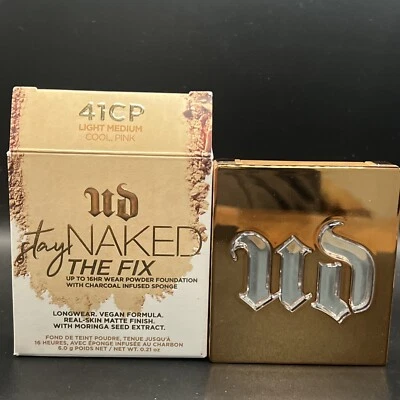 41CP
LIGHT MEDIUM
COOL PINK
UD
stay NAKED
THE FIX
UP TO 16HR WEAR POWDER FOUNDATION
WITH CHARCOAL INFUSED SPONGE
LONGWEAR. VEGAN FORMULA.
REAL-SKIN MATTE FINISH.
WITH MORINGA SEED EXTRACT.
FOND DE TEINT POUDRE, TENUE JUSQU'À
16 HEURES, AVEC ÉPONGE INFUSÉE AU CHARBON
6.0 g POIDS NET / NET WT. 0.21 oz
U.D